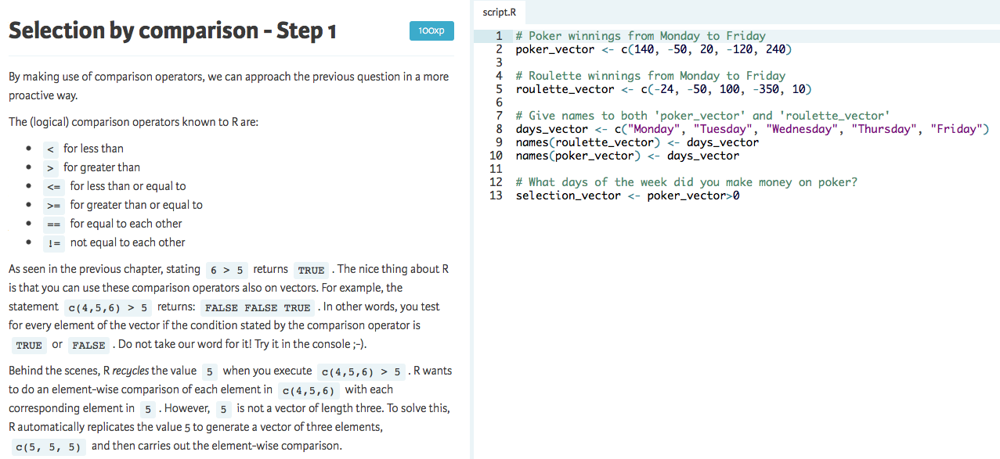 Selection by comparison - Step 1
100xp
By making use of comparison operators, we can approach the previous question in a more
proactive way.
The (logical) comparison operators known to R are:
• < for less than
• > for greater than
• <= for less than or equal to
• >= for greater than or equal to
• == for equal to each other
• != not equal to each other
As seen in the previous chapter, stating 6 > 5 returns TRUE . The nice thing about R
is that you can use these comparison operators also on vectors. For example, the
statement c(4,5,6) > 5 returns: FALSE FALSE TRUE . In other words, you test
for every element of the vector if the condition stated by the comparison operator is
TRUE or FALSE . Do not take our word for it! Try it in the console ;-).
Behind the scenes, R recycles the value 5 when you execute c(4,5,6) > 5 . R wants
to do an element-wise comparison of each element in c(4,5,6) with each
corresponding element in 5 . However, 5 is not a vector of length three. To solve this,
R automatically replicates the value 5 to generate a vector of three elements,
c(5, 5, 5) and then carries out the element-wise comparison.
script.R
1 # Poker winnings from Monday to Friday
2 poker_vector <- c(140, -50, 20, -120, 240)
3
4 # Roulette winnings from Monday to Friday
5 roulette_vector <- c(-24, -50, 100, -350, 10)
6
7 # Give names to both 'poker_vector' and 'roulette_vector'
8 days_vector <- c("Monday", "Tuesday", "Wednesday", "Thursday", "Friday")
9 names(roulette_vector) <- days_vector
10 names(poker_vector) <- days_vector
11
12 # What days of the week did you make money on poker?
13 selection_vector <- poker_vector>0